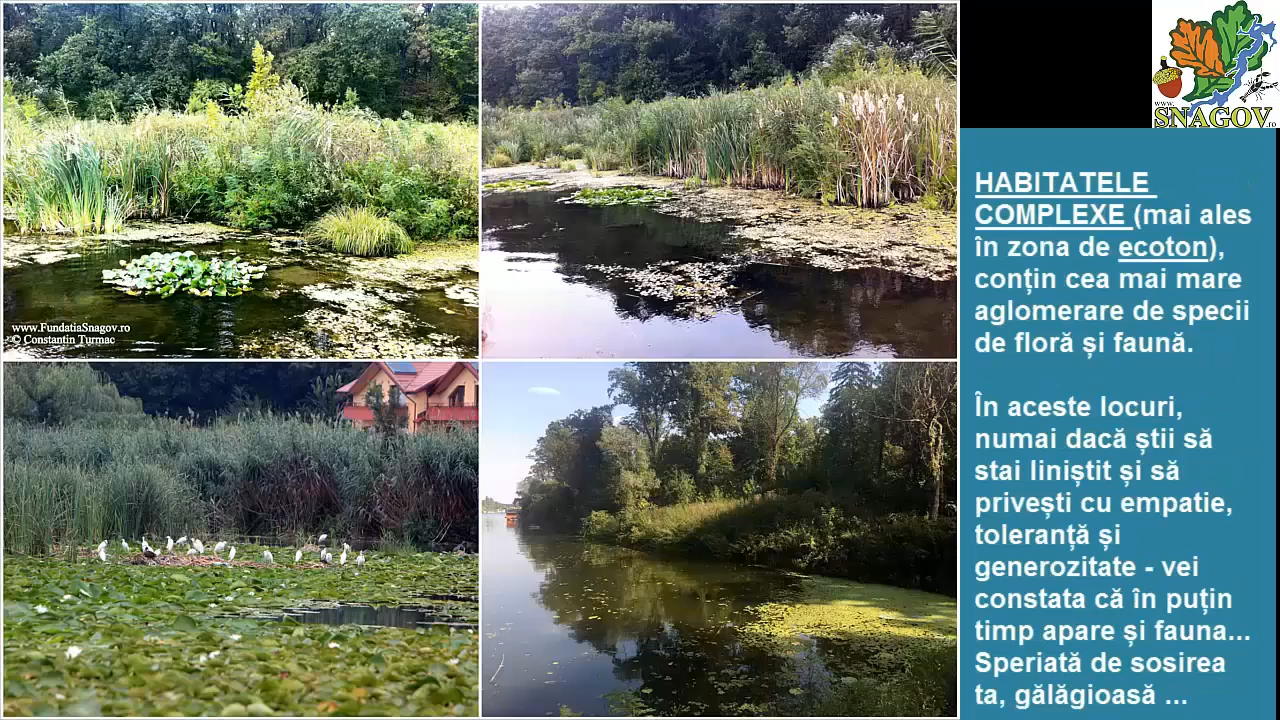 www.
SNAGOV.ro
HABITATELE
COMPLEXE (mai ales
în zona de ecoton),
conțin cea mai mare
aglomerare de specii
de floră și faună.
În aceste locuri,
numai dacă știi să
stai liniștit și să
privești cu empatie,
toleranță și
generozitate - vei
constata că în puțin
timp apare și fauna...
Speriată de sosirea
ta, gălăgioasă ...
www.FundatiaSnagov.ro
© Constantin Turmac